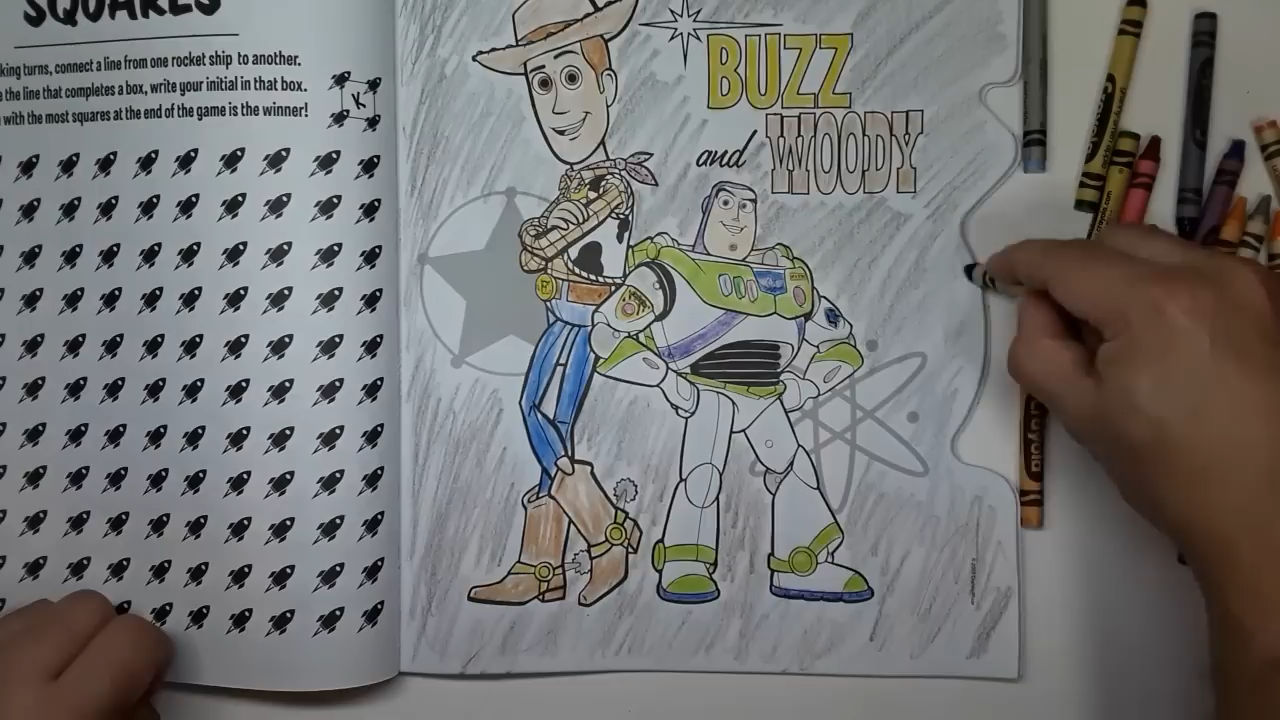 SQUARES
king turns, connect a line from one rocket ship to another.
the line that completes a box, write your initial in that box.
with the most squares at the end of the game is the winner!
K
BUZZ
and WOODY
Crayola
crayola